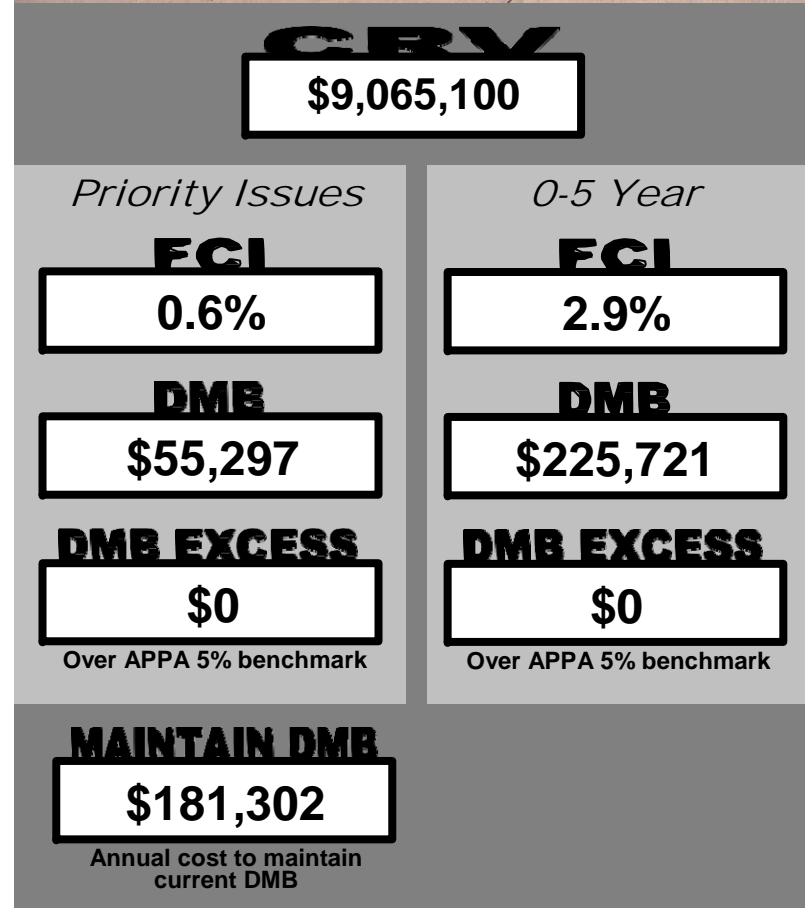 CRV
$9,065,100
Priority Issues
FCI
0.6%
DMB
$55,297
DMB EXCESS
$0
Over APPA 5% benchmark
0-5 Year
FCI
2.9%
DMB
$225,721
DMB EXCESS
$0
Over APPA 5% benchmark
MAINTAIN DMB
$181,302
Annual cost to maintain
current DMB